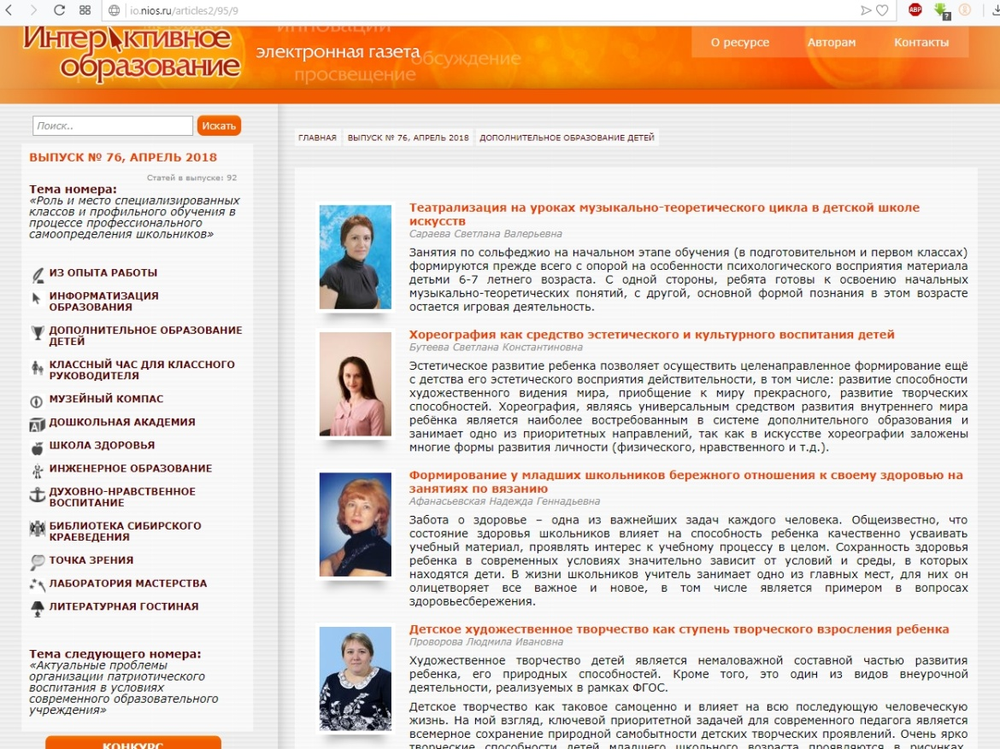 io.nios.ru/articles2/95/9
ABP
?
инноваций
Интерактивное
образование
электронная газета
обсуждение
просвещение
О ресурсе
Авторам
Контакты
Поиск..
Искать
ВЫПУСК № 76, АПРЕЛЬ 2018
Статей в выпуске: 92
Тема номера:
«Роль и место специализированных
классов и профильного обучения в
процессе профессионального
самоопределения школьников»
ИЗ ОПЫТА РАБОТЫ
ИНФОРМАТИЗАЦИЯ
ОБРАЗОВАНИЯ
ДОПОЛНИТЕЛЬНОЕ ОБРАЗОВАНИЕ
ДЕТЕЙ
КЛАССНЫЙ ЧАС ДЛЯ КЛАССНОГО
РУКОВОДИТЕЛЯ
МУЗЕЙНЫЙ КОМПАС
ДОШКОЛЬНАЯ АКАДЕМИЯ
ШКОЛА ЗДОРОВЬЯ
ИНЖЕНЕРНОЕ ОБРАЗОВАНИЕ
ДУХОВНО-НРАВСТВЕННОЕ
ВОСПИТАНИЕ
БИБЛИОТЕКА СИБИРСКОГО
КРАЕВЕДЕНИЯ
ТОЧКА ЗРЕНИЯ
ЛАБОРАТОРИЯ МАСТЕРСТВА
ЛИТЕРАТУРНАЯ ГОСТИНАЯ
Тема следующего номера:
«Актуальные проблемы
организации патриотического
воспитания в условиях
современного образовательного
учреждения»
КОНКУРС
ГЛАВНАЯ
ВЫПУСК № 76, АПРЕЛЬ 2018
ДОПОЛНИТЕЛЬНОЕ ОБРАЗОВАНИЕ ДЕТЕЙ
Театрализация на уроках музыкально-теоретического цикла в детской школе
искусств
Сараева Светлана Валерьевна
Занятия по сольфеджио на начальном этапе обучения (в подготовительном и первом классах)
формируются прежде всего с опорой на особенности психологического восприятия материала
детьми 6-7 летнего возраста. С одной стороны, ребята готовы к освоению начальных
музыкально-теоретических понятий, с другой, основной формой познания в этом возрасте
остается игровая деятельность.
Хореография как средство эстетического и культурного воспитания детей
Бутеева Светлана Константиновна
Эстетическое развитие ребенка позволяет осуществить целенаправленное формирование ещё
с детства его эстетического восприятия действительности, в том числе: развитие способности
художественного видения мира, приобщение к миру прекрасного, развитие творческих
способностей. Хореография, являясь универсальным средством развития внутреннего мира
ребёнка является наиболее востребованным в системе дополнительного образования и
занимает одно из приоритетных направлений, так как в искусстве хореографии заложены
многие формы развития личности (физического, нравственного и т.д.).
Формирование у младших школьников бережного отношения к своему здоровью на
занятиях по вязанию
Афанасьевская Надежда Геннадьевна
Забота о здоровье – одна из важнейших задач каждого человека. Общеизвестно, что
состояние здоровья школьников влияет на способность ребенка качественно усваивать
учебный материал, проявлять интерес к учебному процессу в целом. Сохранность здоровья
ребенка в современных условиях значительно зависит от условий и среды, в которых
находятся дети. В жизни школьников учитель занимает одно из главных мест, для них он
олицетворяет все важное и новое, в том числе является примером в вопросах
здоровьесбережения.
Детское художественное творчество как ступень творческого взросления ребенка
Проворова Людмила Ивановна
Художественное творчество детей является немаловажной составной частью развития
ребенка, его природных способностей. Кроме того, это один из видов внеурочной
деятельности, реализуемых в рамках ФГОС.
Детское творчество как таковое самоценно и влияет на всю последующую человеческую
жизнь. На мой взгляд, ключевой приоритетной задачей для современного педагога является
всемерное сохранение природной самобытности детских творческих проявлений. Очень ярко
творческие способности детей младшего школьного возраста проявляются в рисунках,